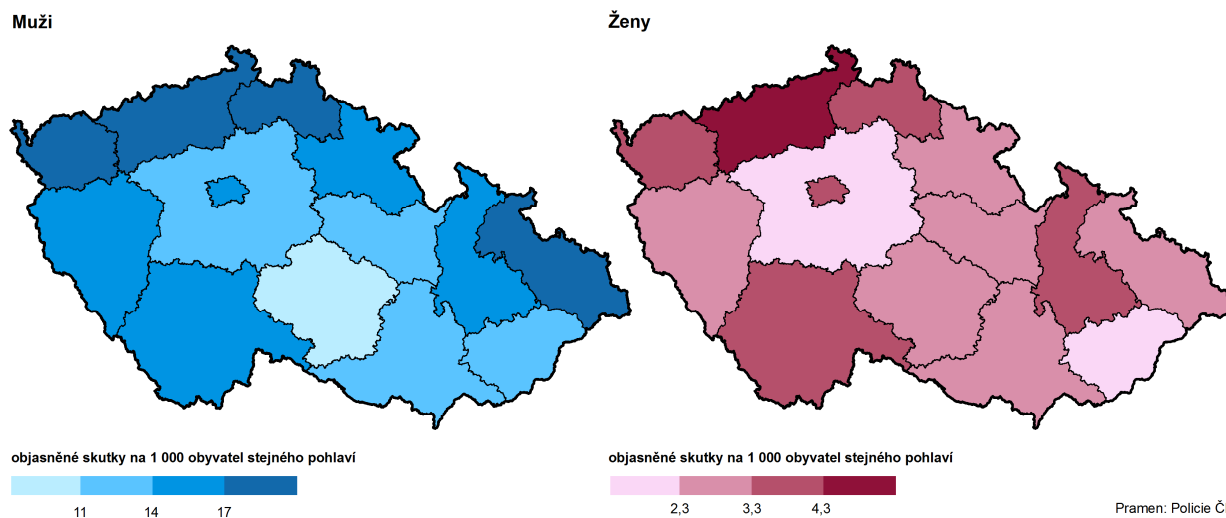 Muži
Ženy
objasněné skutky na 1 000 obyvatel stejného pohlaví
11 14 17
objasněné skutky na 1 000 obyvatel stejného pohlaví
2,3 3,3 4,3
Pramen: Policie Č